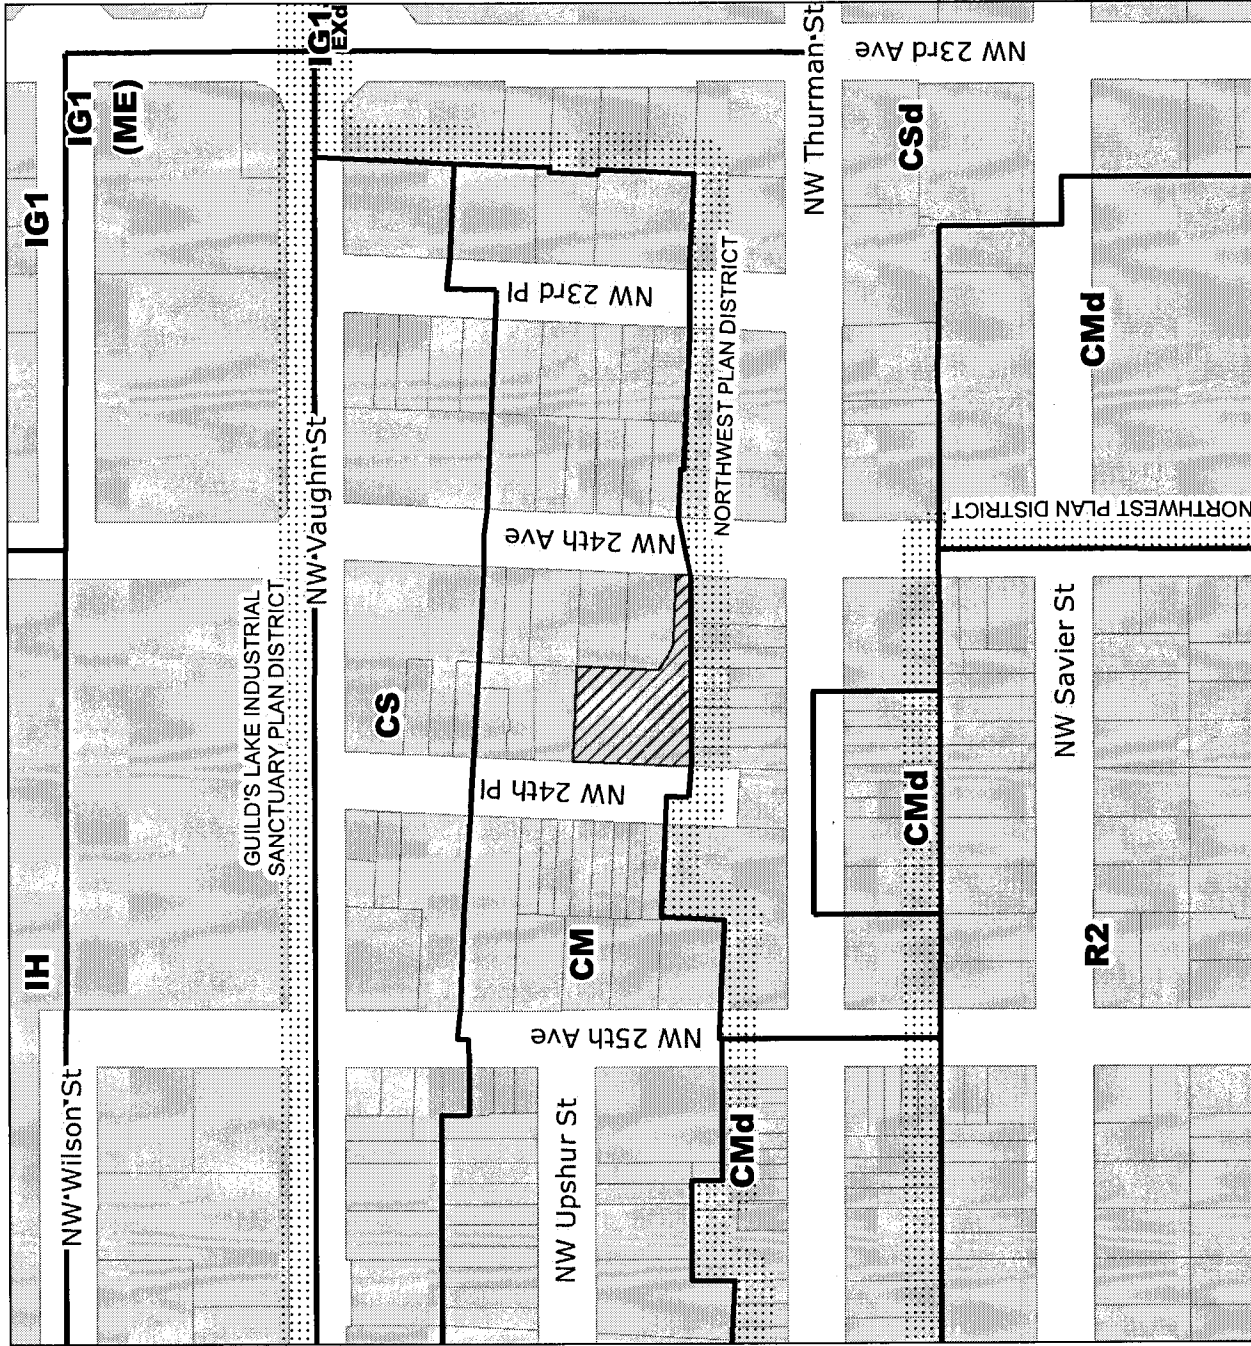 IG1
IG1
(ME)
IG1
EXd
IH
NW Wilson St
GUILD'S LAKE INDUSTRIAL
SANCTUARY PLAN DISTRICT
NW Vaughn St
NW Thurman St
NW 23rd Ave
CSd
NW 23rd Pl
NORTHWEST PLAN DISTRICT
CMd
NW 24th Ave
NORTHWEST PLAN DISTRICT
CS
NW 24th Pl
NW Savier St
CMd
CM
R2
NW 25th Ave
NW Upshur St
CMd